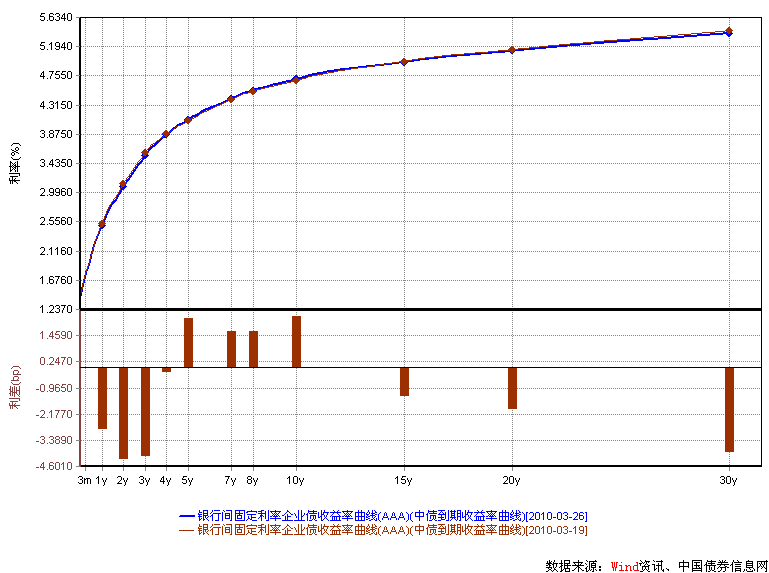 5.6340
5.1940
4.7550
4.3150
3.8750
3.4350
2.9960
2.5560
2.1160
1.6760
1.2370
利率(%)
1.4590
0.2470
-0.9650
-2.1770
-3.3890
-4.6010
利差(bp)
3m 1y 2y 3y 4y 5y 7y 8y 10y 15y 20y 30y
银行间固定利率企业债收益率曲线(AAA)(中债到期收益率曲线)[2010-03-26]
银行间固定利率企业债收益率曲线(AAA)(中债到期收益率曲线)[2010-03-19]
数据来源：Wind资讯、中国债券信息网